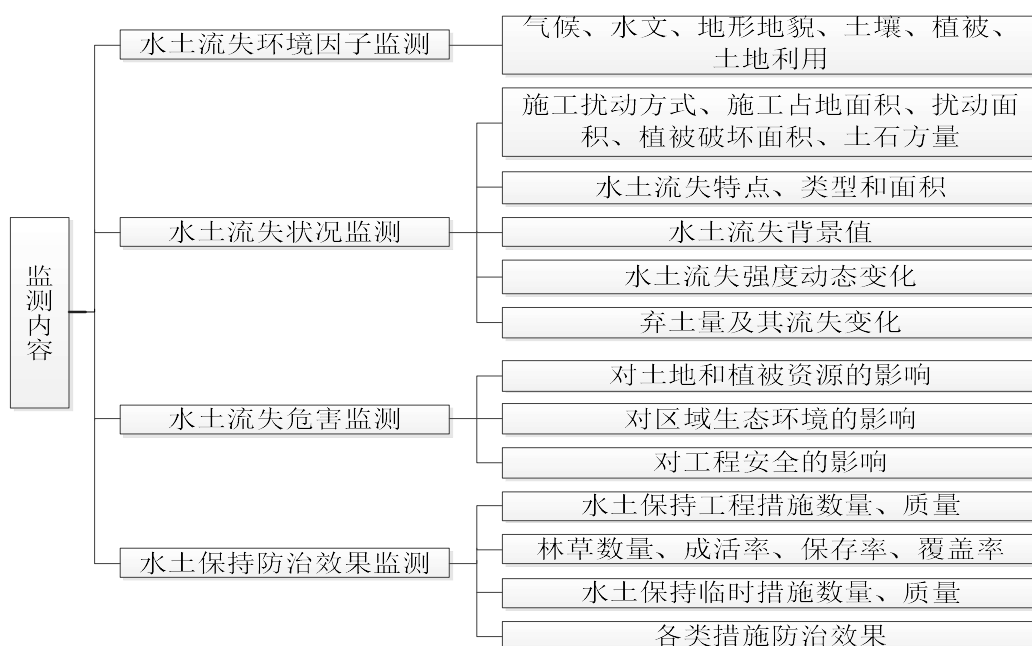 监测内容
水土流失环境因子监测
气候、水文、地形地貌、土壤、植被、
土地利用
水土流失状况监测
施工扰动方式、施工占地面积、扰动面
积、植被破坏面积、土石方量
水土流失特点、类型和面积
水土流失背景值
水土流失强度动态变化
弃土量及其流失变化
水土流失危害监测
对土地和植被资源的影响
对区域生态环境的影响
对工程安全的影响
水土保持防治效果监测
水土保持工程措施数量、质量
林草数量、成活率、保存率、覆盖率
水土保持临时措施数量、质量
各类措施防治效果